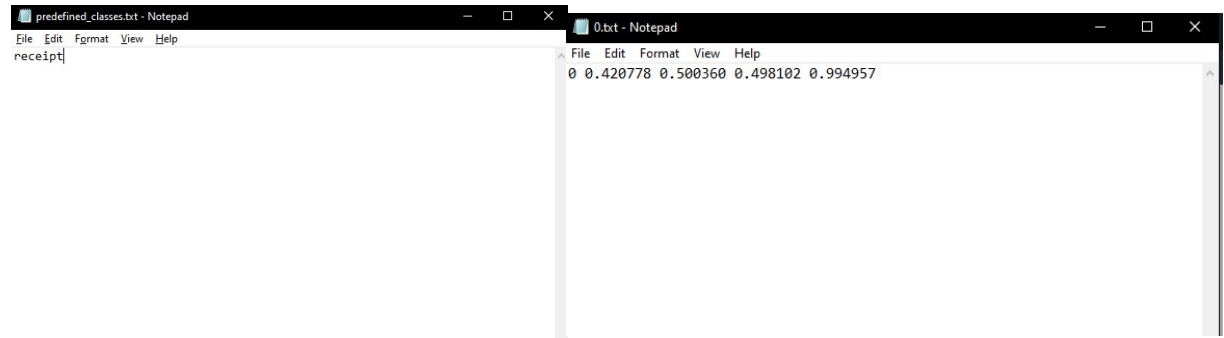 predefined_classes.txt - Notepad
File Edit Format View Help
receipt
0.txt - Notepad
File Edit Format View Help
0 0.420778 0.500360 0.498102 0.994957